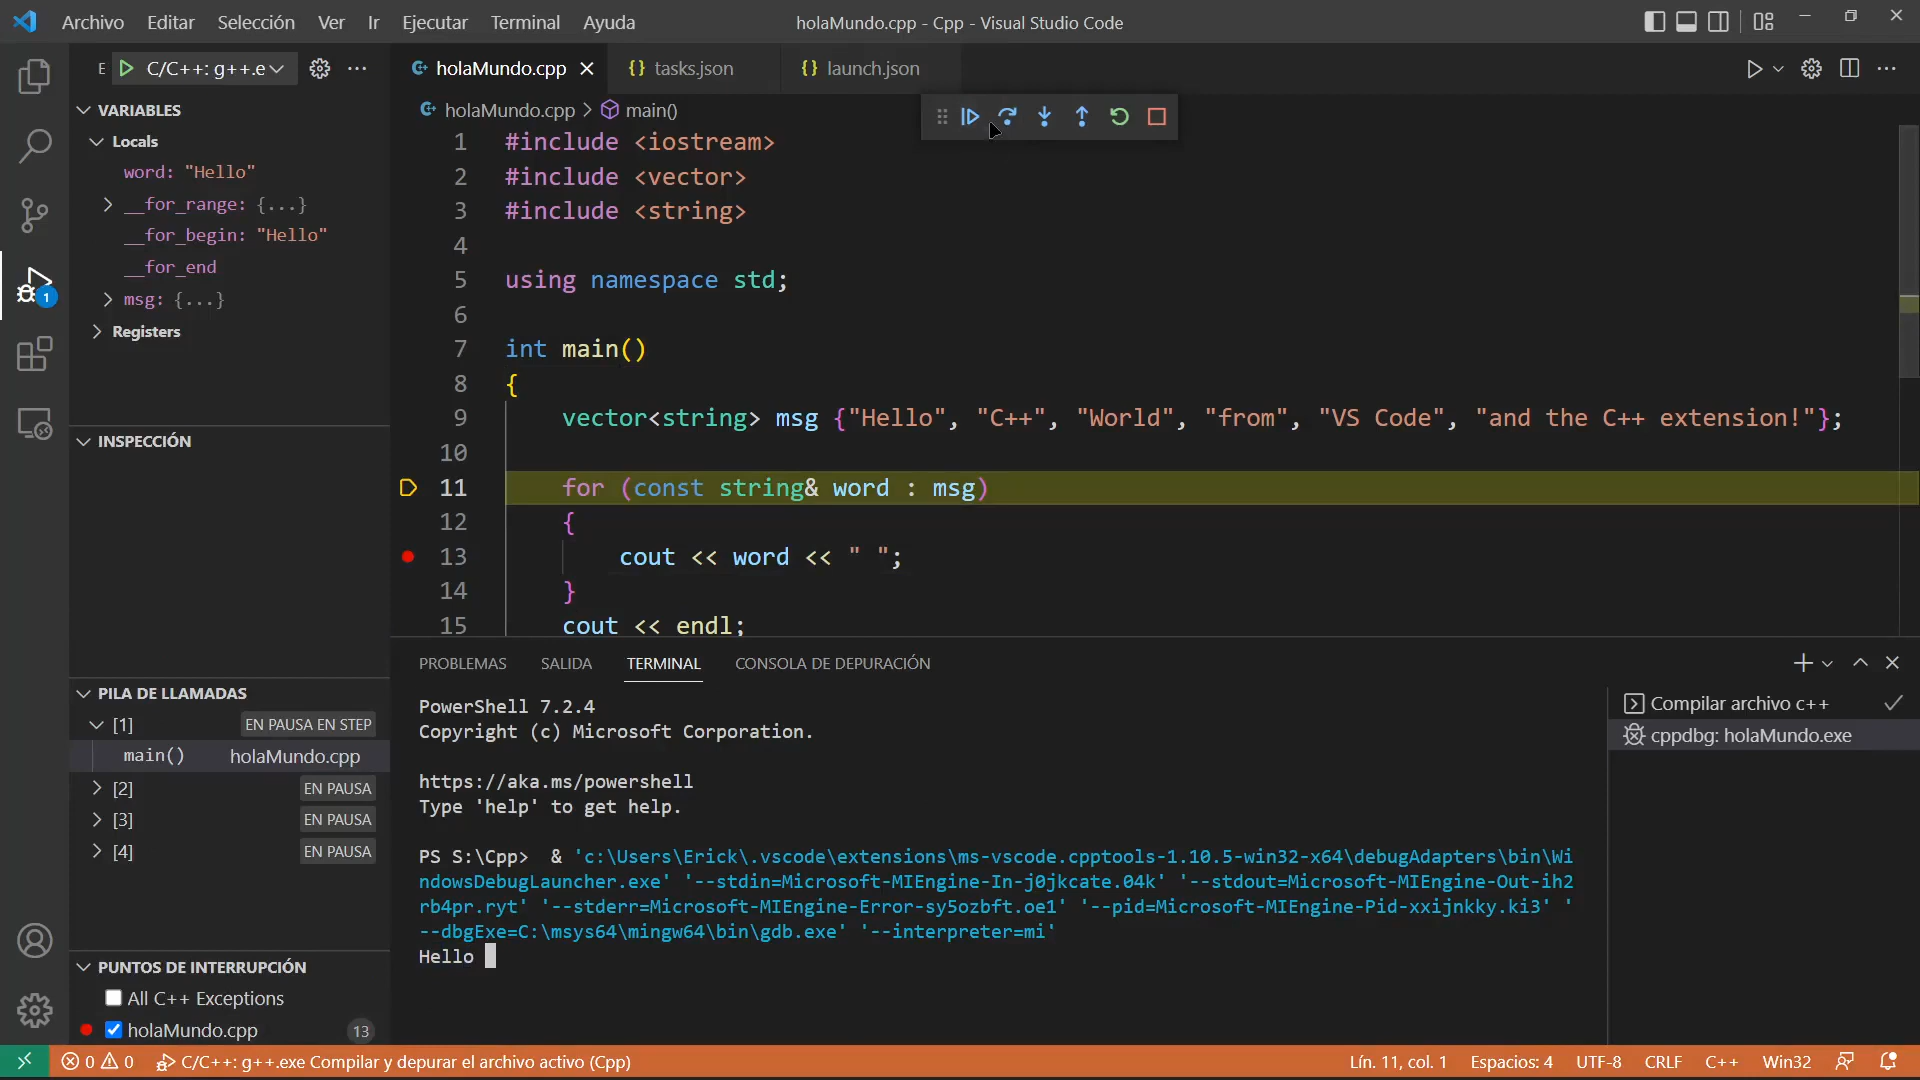 Archivo Editar Selección Ver Ir Ejecutar Terminal Ayuda
holaMundo.cpp - Cpp - Visual Studio Code
E C/C++: g++.e
holaMundo.cpp
tasks.json
launch.json
holaMundo.cpp > main()
VARIABLES
Locals
word: "Hello"
__for_range: {...}
__for_begin: "Hello"
__for_end
msg: {...}
Registers
INSPECCIÓN
PILA DE LLAMADAS
[1] EN PAUSA EN STEP
main() holaMundo.cpp
[2] EN PAUSA
[3] EN PAUSA
[4] EN PAUSA
PUNTOS DE INTERRUPCIÓN
All C++ Exceptions
holaMundo.cpp 13
1
1 #include <iostream>
2 #include <vector>
3 #include <string>
4
5 using namespace std;
6
7 int main()
8 {
9 vector<string> msg {"Hello", "C++", "World", "from", "VS Code", "and the C++ extension!"};
10
11 for (const string& word : msg)
12 {
13 cout << word << " ";
14 }
15 cout << endl;
PROBLEMAS SALIDA TERMINAL CONSOLA DE DEPURACIÓN
PowerShell 7.2.4
Copyright (c) Microsoft Corporation.
https://aka.ms/powershell
Type 'help' to get help.
PS S:\Cpp> & 'c:\Users\Erick\.vscode\extensions\ms-vscode.cpptools-1.10.5-win32-x64\debugAdapters\bin\Wi
ndowsDebugLauncher.exe' '--stdin=Microsoft-MIEngine-In-j0jkcate.04k' '--stdout=Microsoft-MIEngine-Out-ih2
rb4pr.ryt' '--stderr=Microsoft-MIEngine-Error-sy5ozbft.oe1' '--pid=Microsoft-MIEngine-Pid-xxijnkky.ki3' '
--dbgExe=C:\msys64\mingw64\bin\gdb.exe' '--interpreter=mi'
Hello
Compilar archivo c++
cppdbg: holaMundo.exe
0 0 C/C++: g++.exe Compilar y depurar el archivo activo (Cpp)
Lín. 11, col. 1 Espacios: 4 UTF-8 CRLF C++ Win32